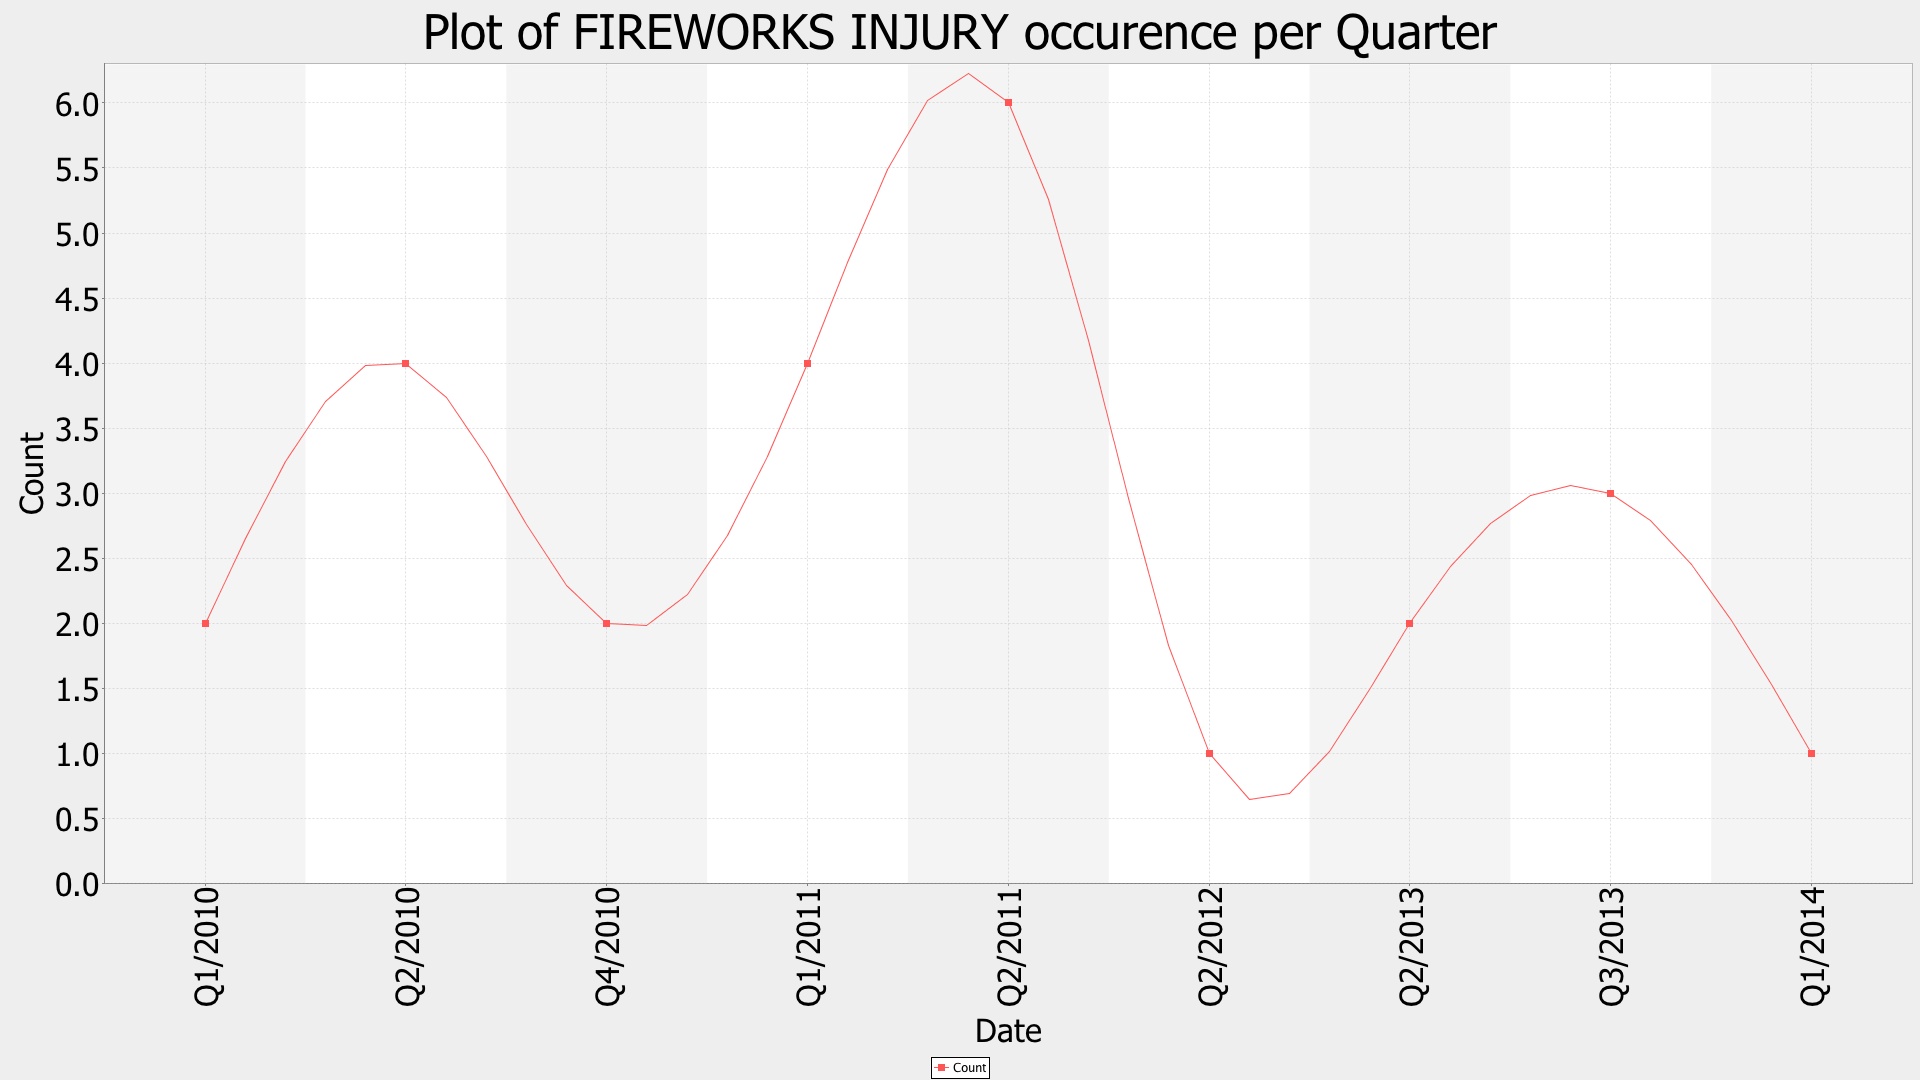 Plot of FIREWORKS INJURY occurence per Quarter
6.0
5.5
5.0
4.5
4.0
3.5
3.0
2.5
2.0
1.5
1.0
0.5
0.0
Count
Q1/2010
Q2/2010
Q4/2010
Q1/2011
Q2/2011
Q2/2012
Q2/2013
Q3/2013
Q1/2014
Date
Count